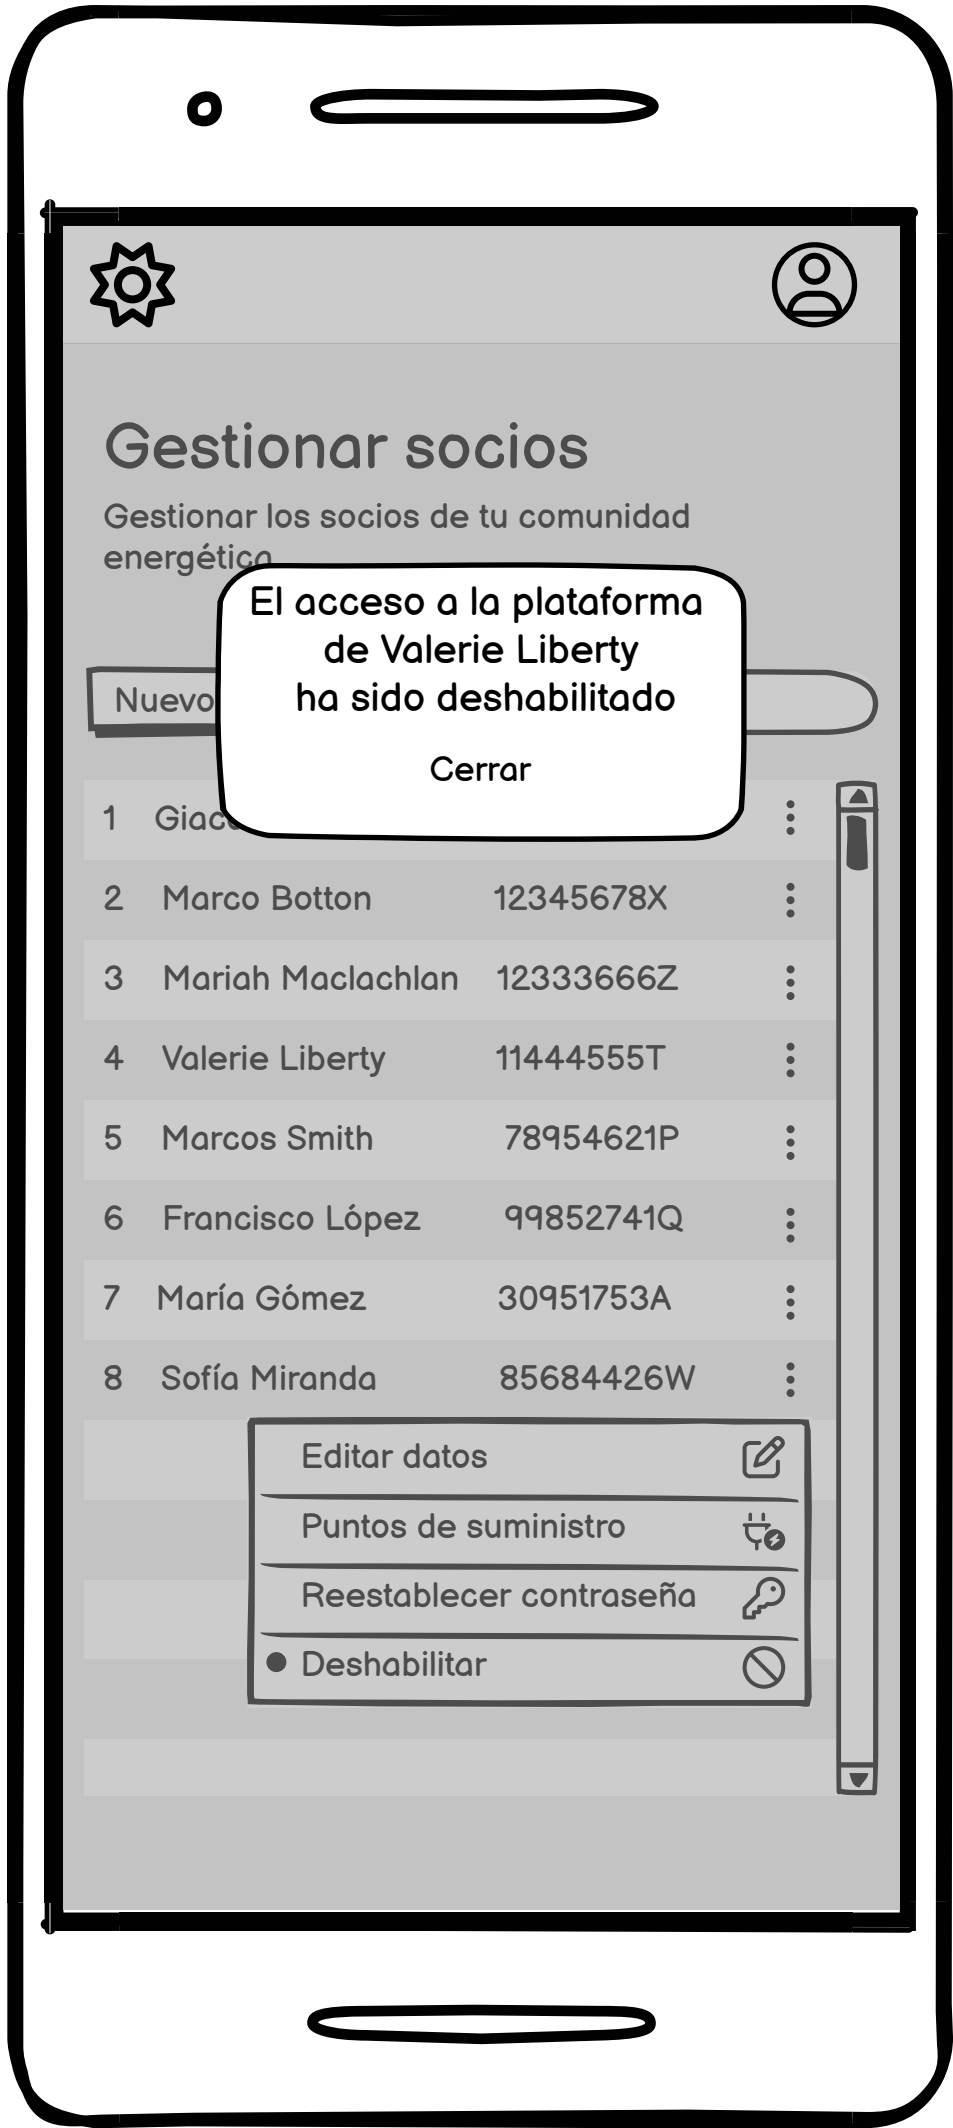 Gestionar socios
Gestionar los socios de tu comunidad
energética
El acceso a la plataforma
de Valerie Liberty
ha sido deshabilitado
Cerrar
Nuevo
1
2 Marco Botton 12345678X
3 Mariah Maclachlan 12333666Z
4 Valerie Liberty 11444555T
5 Marcos Smith 78954621P
6 Francisco López 99852741Q
7 María Gómez 30951753A
8 Sofía Miranda 85684426W
Editar datos
Puntos de suministro
Reestablecer contraseña
Deshabilitar